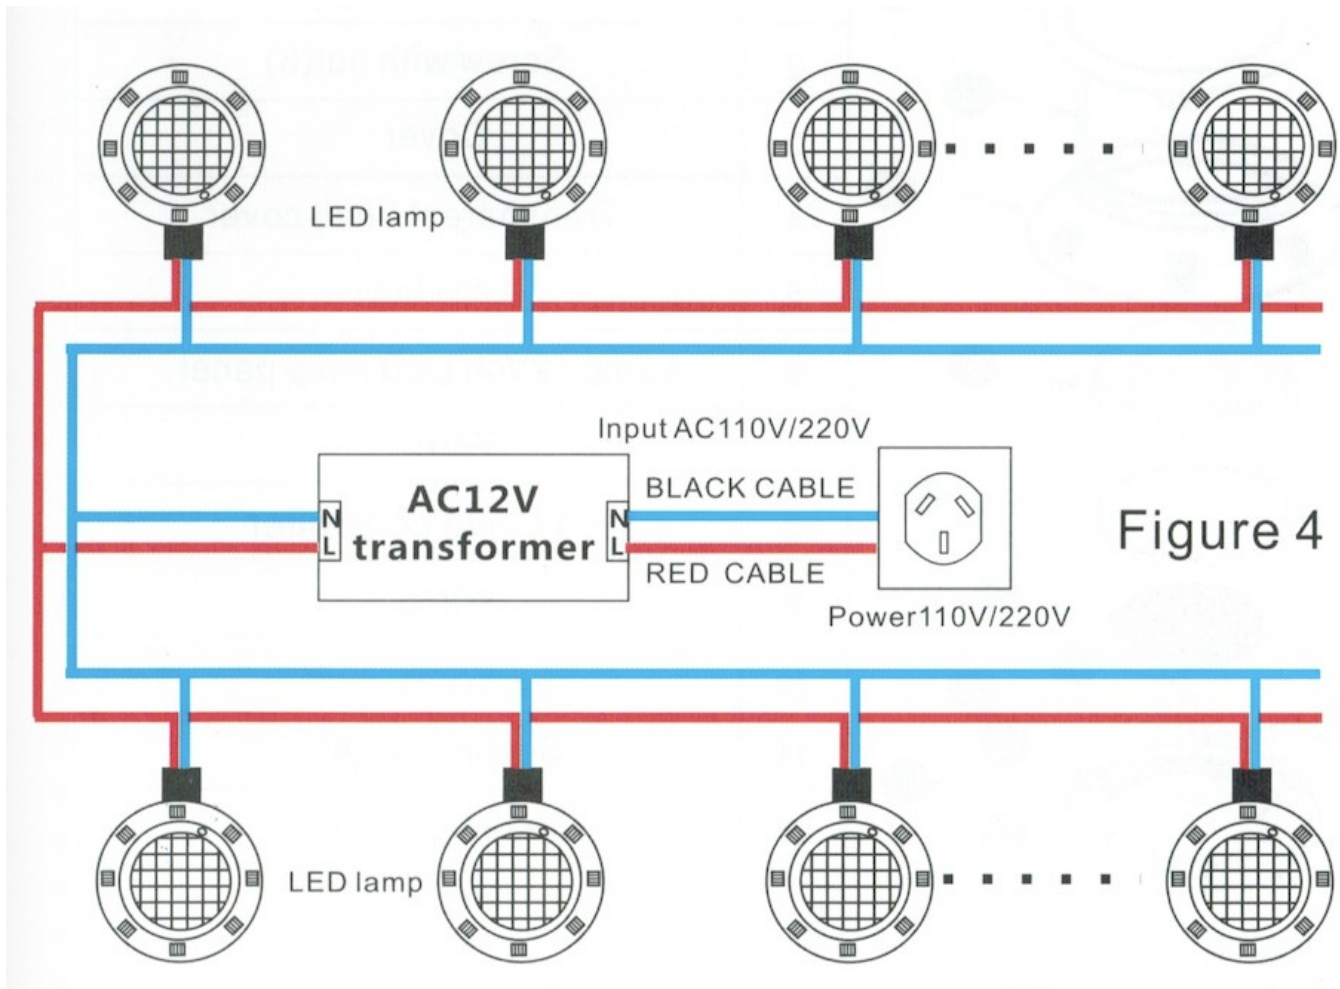 LED lamp
Input AC110V/220V
AC12V
transformer
N
L
N
L
BLACK CABLE
RED CABLE
Power110V/220V
Figure 4
LED lamp